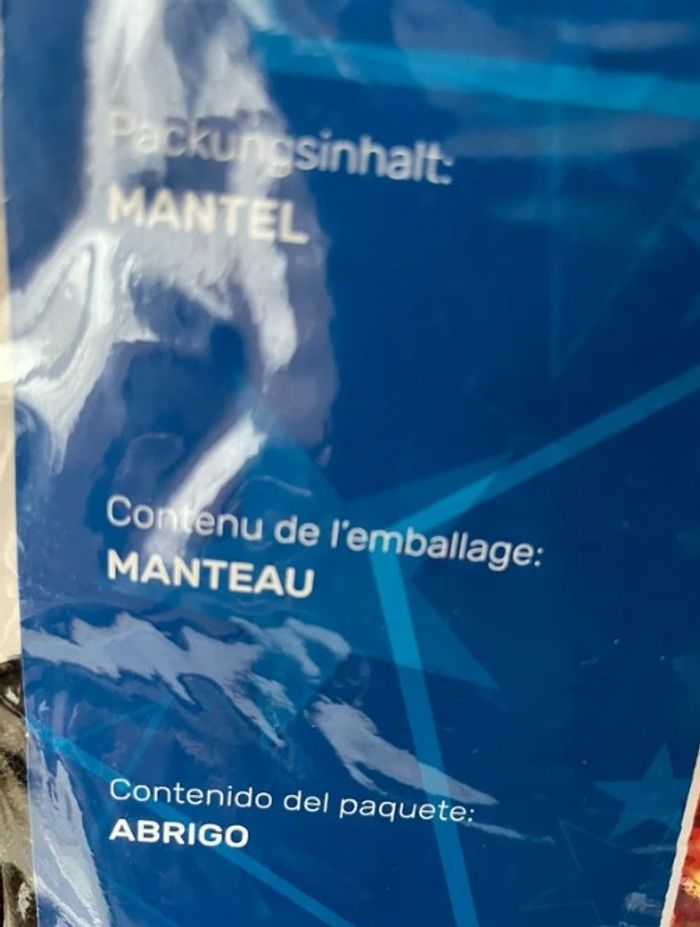 Packungsinhalt:
MANTEL
Contenu de l'emballage:
MANTEAU
Contenido del paquete:
ABRIGO